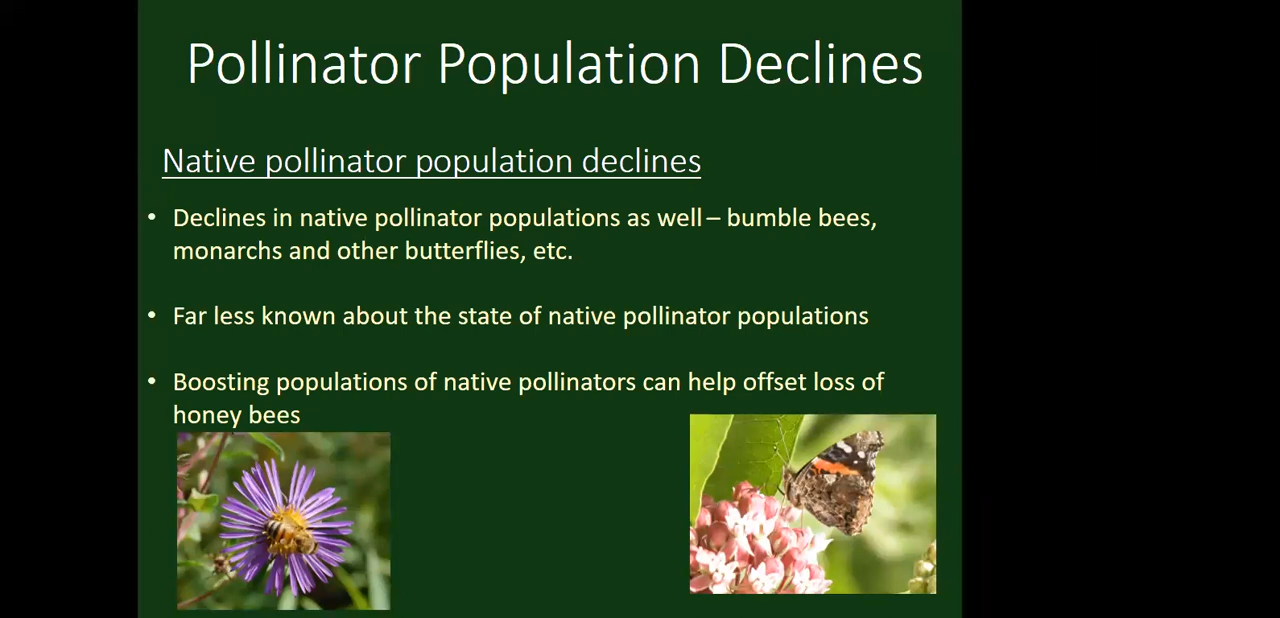 Pollinator Population Declines
Native pollinator population declines
• Declines in native pollinator populations as well – bumble bees,
monarchs and other butterflies, etc.
• Far less known about the state of native pollinator populations
• Boosting populations of native pollinators can help offset loss of
honey bees